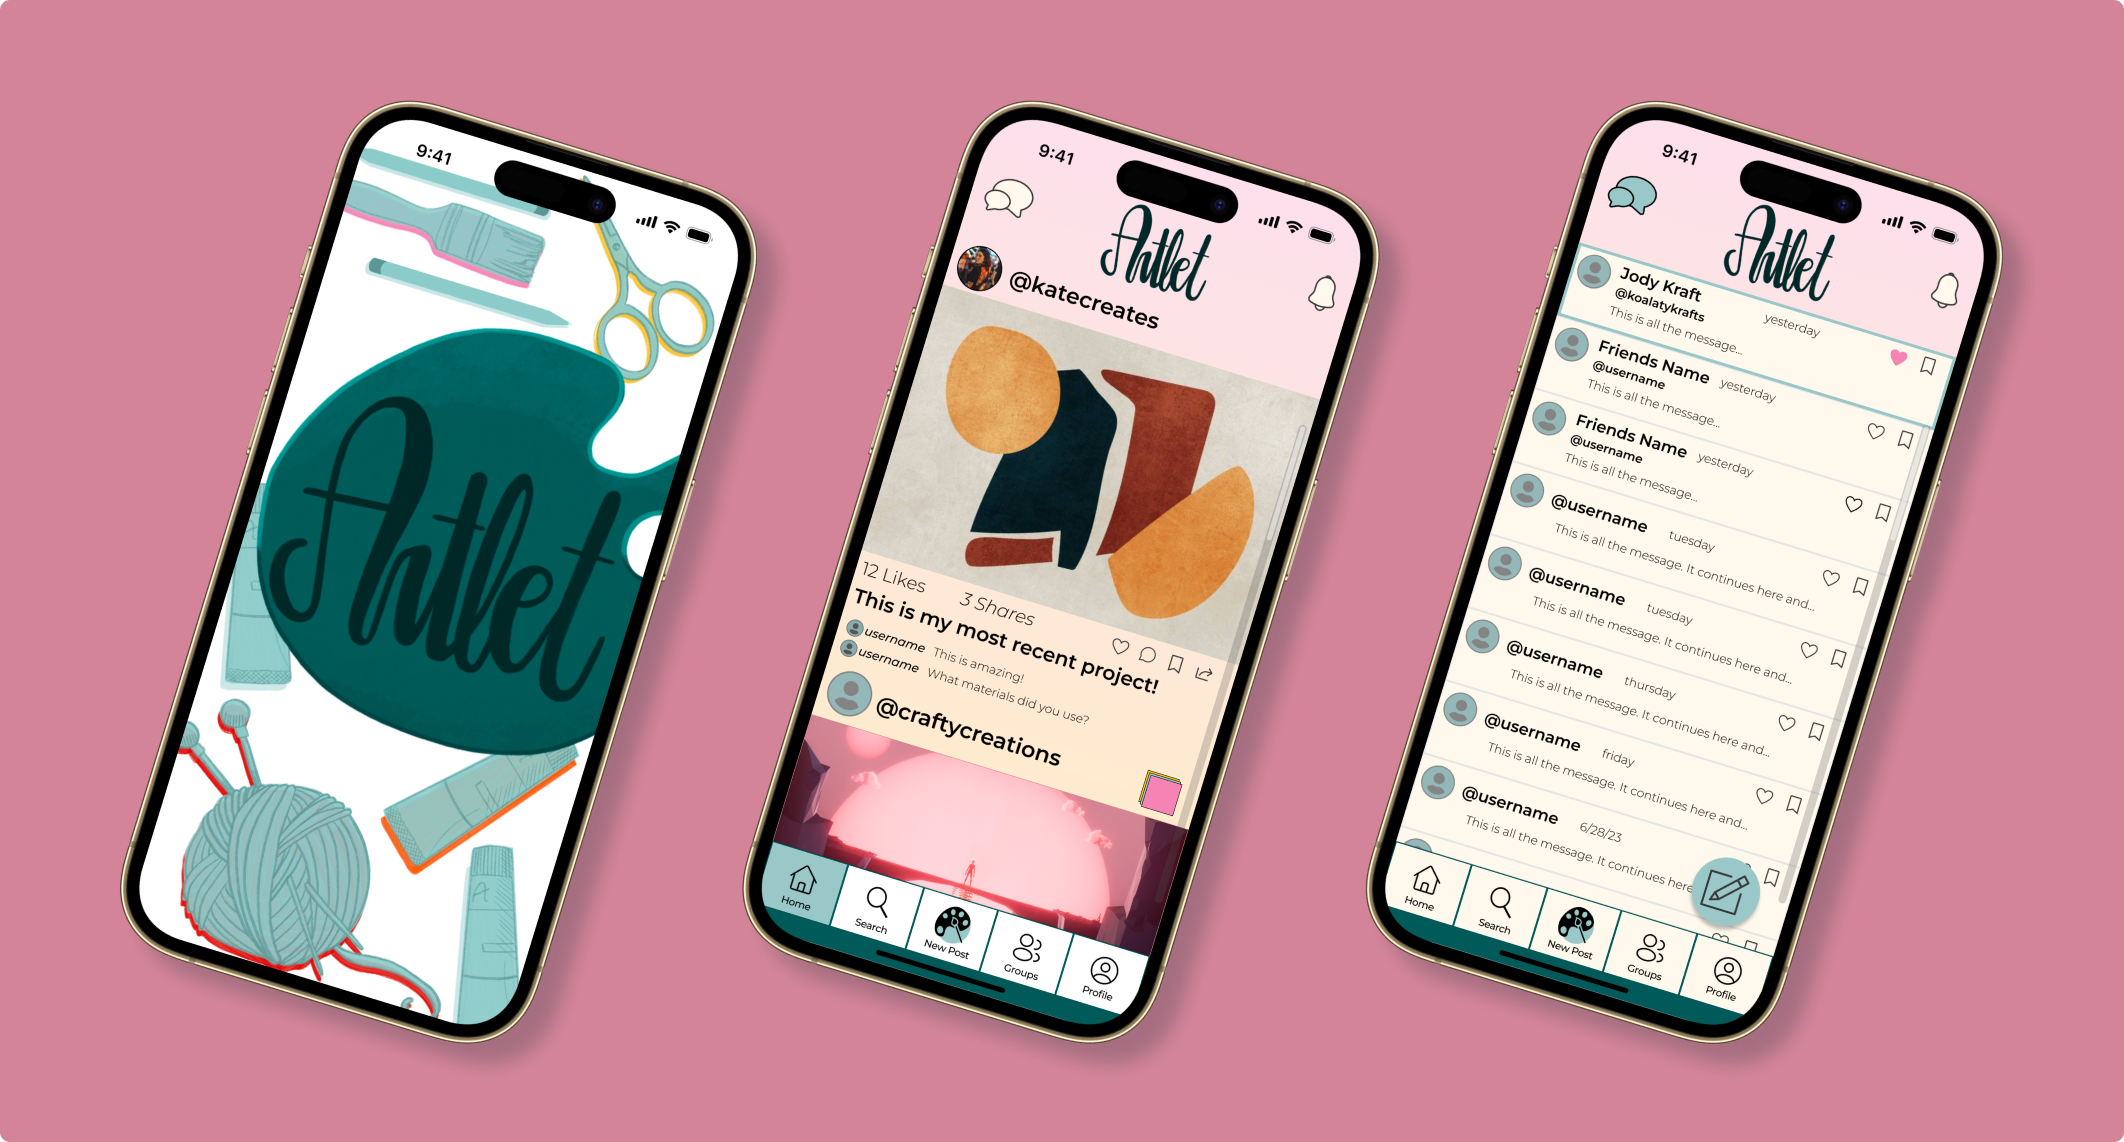 9:41
Artlet
9:41
Artlet
@katecreates
12 Likes
3 Shares
This is my most recent project!
username This is amazing!
username What materials did you use?
@craftycreations
Home
Search
New Post
Groups
Profile
9:41
Artlet
Jody Kraft
@koalatykrafts
yesterday
This is all the message...
Friends Name yesterday
@username
This is all the message...
Friends Name yesterday
@username
This is all the message...
@username tuesday
This is all the message. It continues here and...
@username tuesday
This is all the message. It continues here and...
@username thursday
This is all the message. It continues here and...
@username friday
This is all the message. It continues here and...
@username 6/28/23
This is all the message. It continues here
Home
Search
New Post
Groups
Profile